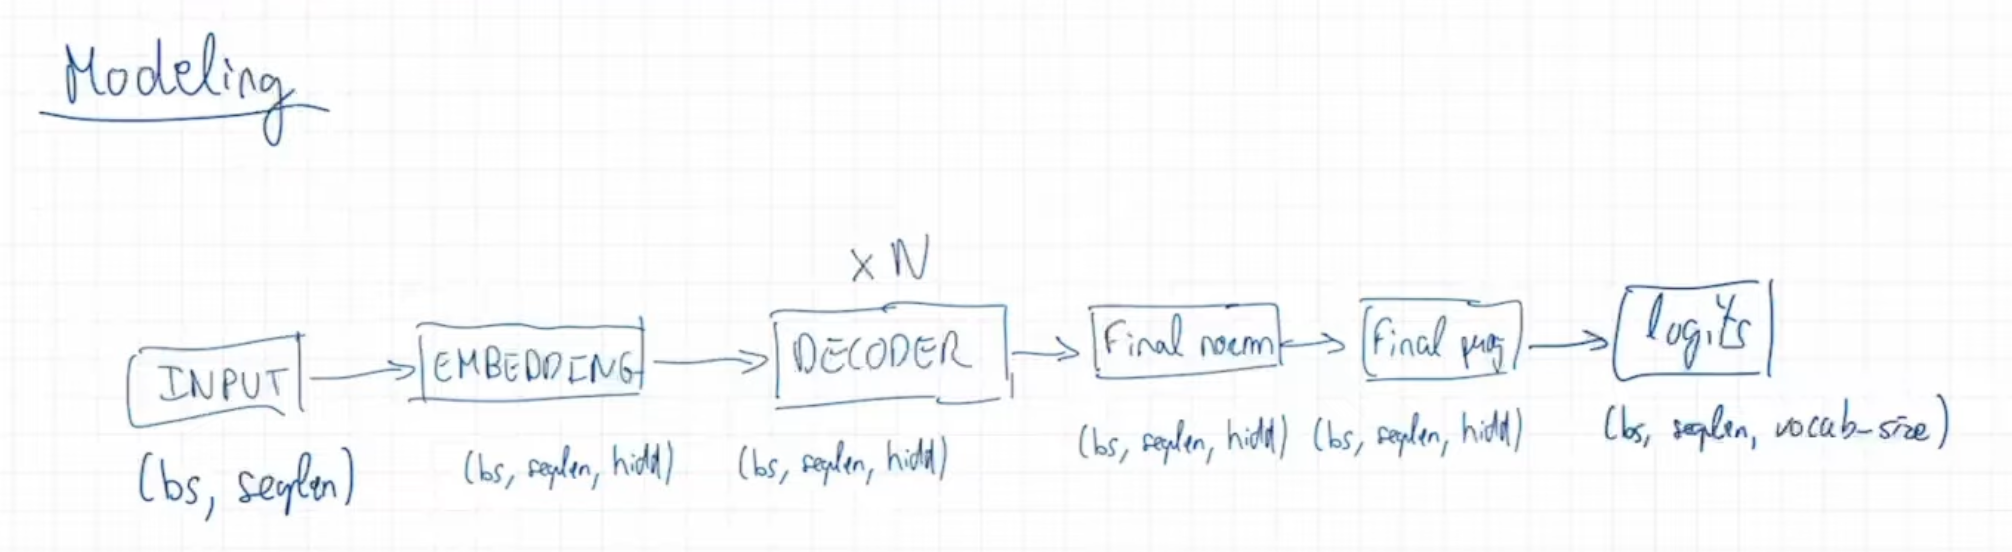 Modeling
x N
INPUT
EMBEDDING
DECODER
Final norm
final proj
logits
(bs, seqlen)
(bs, seqlen, hidd)
(bs, seqlen, hidd)
(bs, seqlen, hidd)
(bs, seqlen, hidd)
(bs, seqlen, vocab-size)